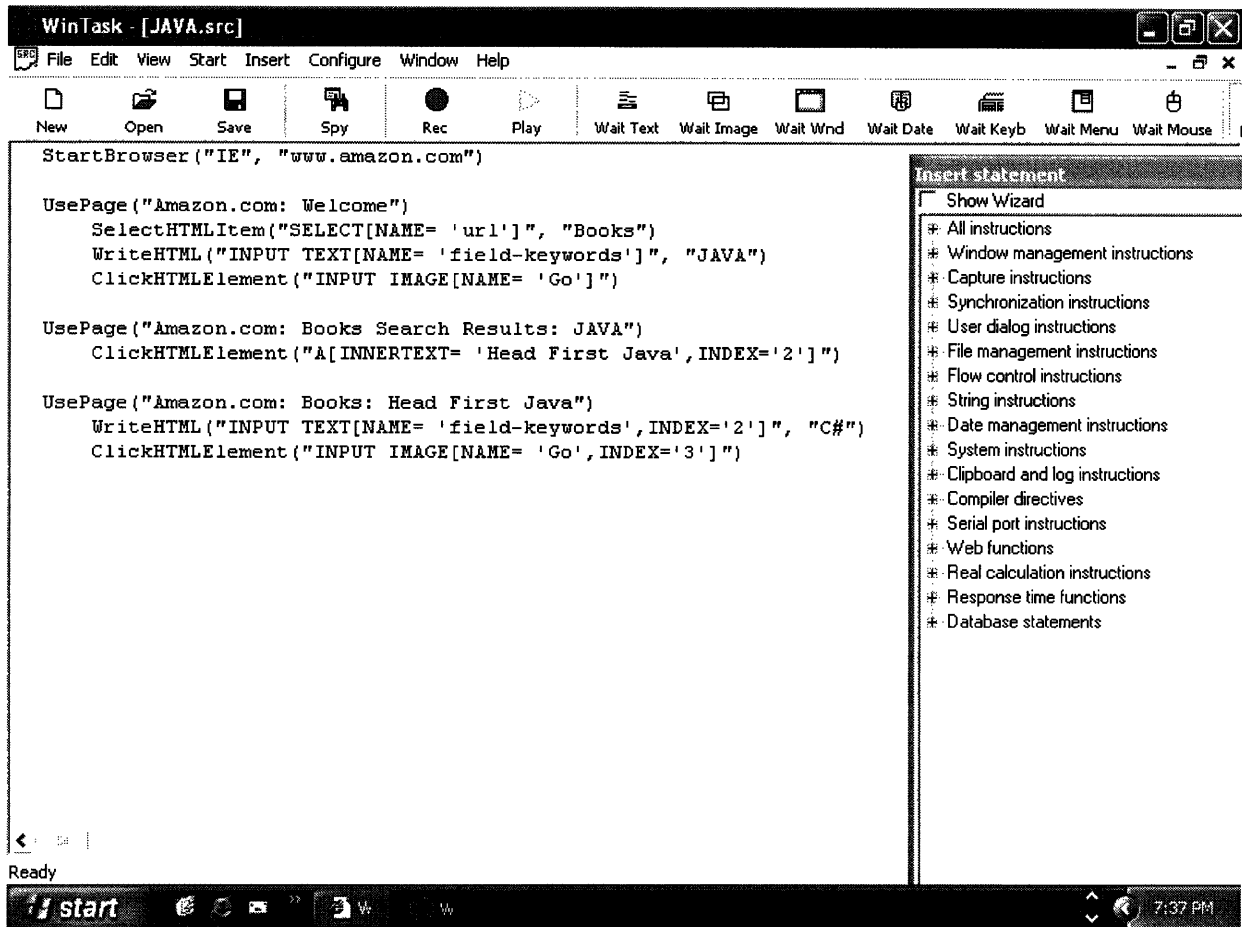 WinTask - [JAVA.src]
SRC File Edit View Start Insert Configure Window Help
New Open Save Spy Rec Play Wait Text Wait Image Wait Wnd Wait Date Wait Keyb Wait Menu Wait Mouse
StartBrowser("IE", "www.amazon.com")
UsePage("Amazon.com: Welcome")
SelectHTMLItem("SELECT[NAME= 'url']", "Books")
WriteHTML("INPUT TEXT[NAME= 'field-keywords']", "JAVA")
ClickHTMLElement("INPUT IMAGE[NAME= 'Go']")
UsePage("Amazon.com: Books Search Results: JAVA")
ClickHTMLElement("A[INNERTEXT= 'Head First Java',INDEX='2']")
UsePage("Amazon.com: Books: Head First Java")
WriteHTML("INPUT TEXT[NAME= 'field-keywords',INDEX='2']", "C#")
ClickHTMLElement("INPUT IMAGE[NAME= 'Go',INDEX='3']")
Insert statement
Show Wizard
All instructions
Window management instructions
Capture instructions
Synchronization instructions
User dialog instructions
File management instructions
Flow control instructions
String instructions
Date management instructions
System instructions
Clipboard and log instructions
Compiler directives
Serial port instructions
Web functions
Real calculation instructions
Response time functions
Database statements
Ready
start W W 7:37 PM